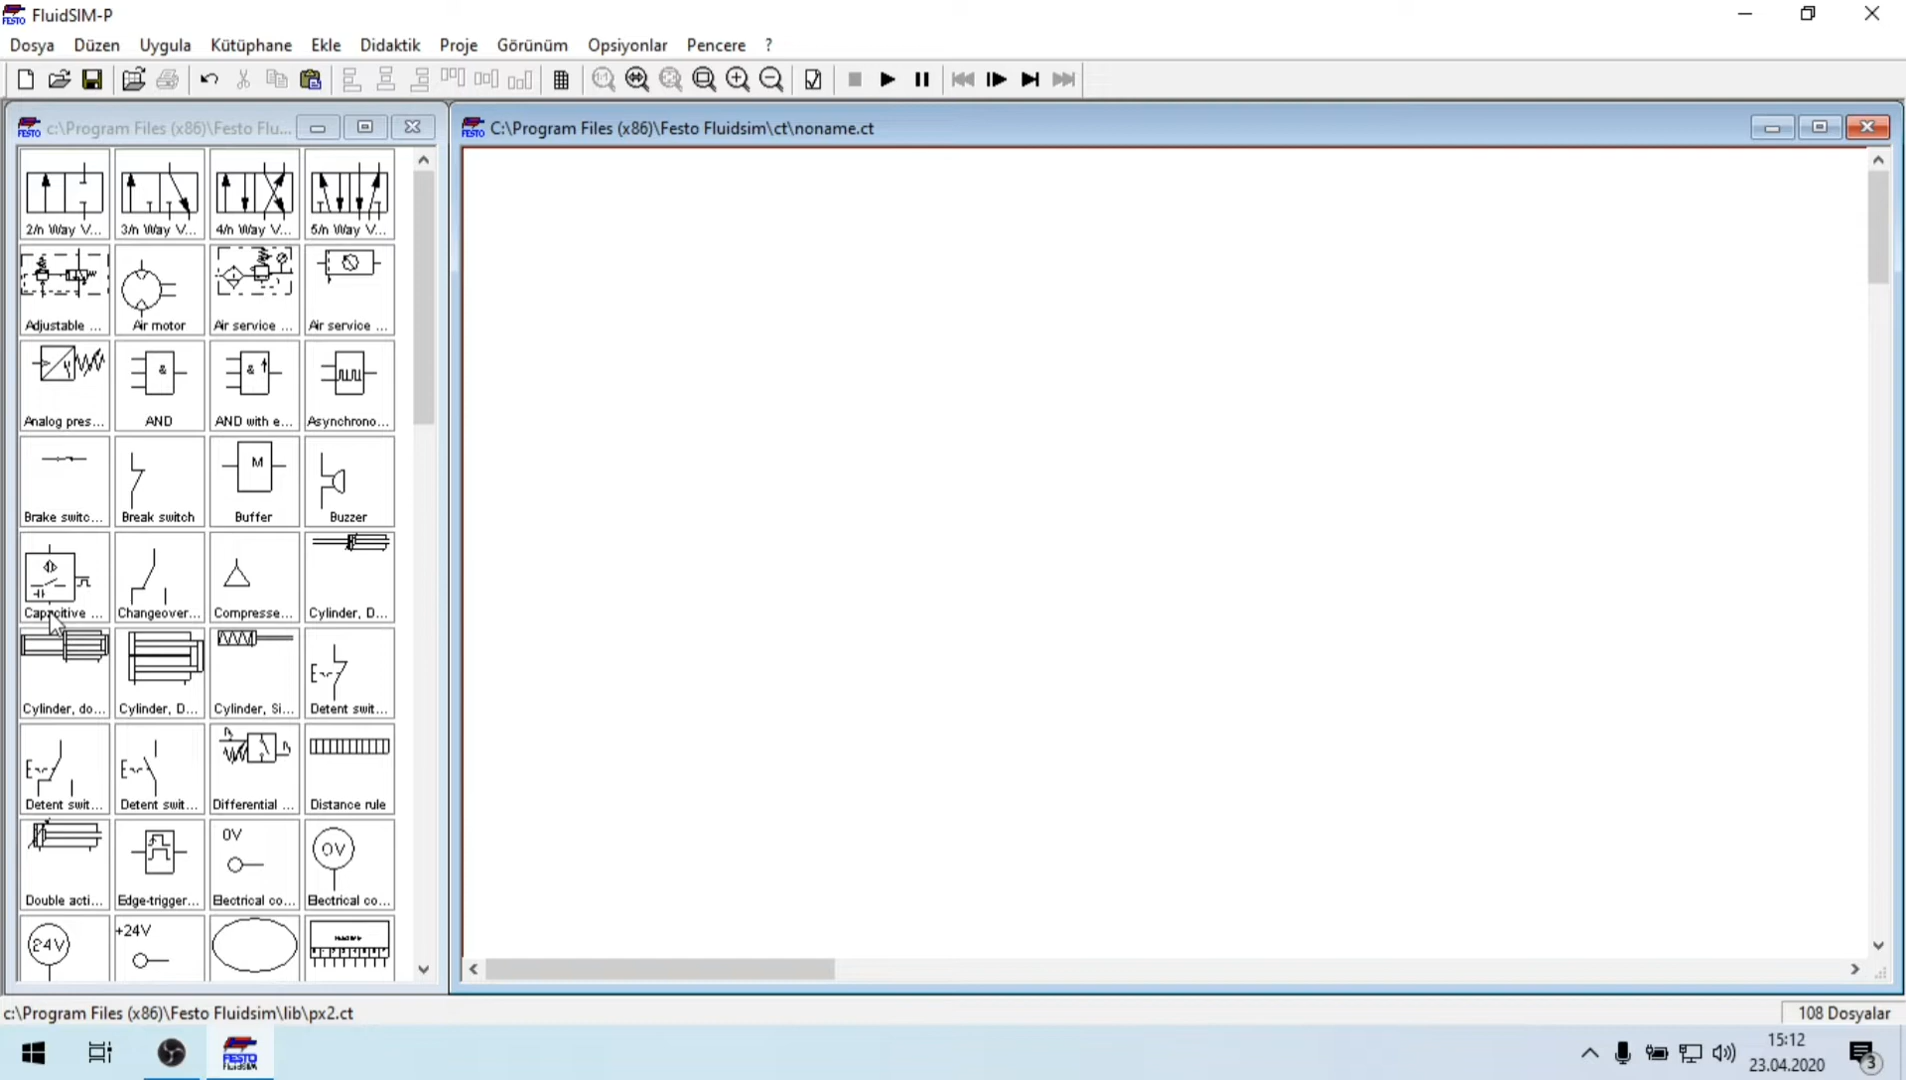 FluidSIM-P
Dosya Düzen Uygula Kütüphane Ekle Didaktik Proje Görünüm Opsiyonlar Pencere ?
c:\Program Files (x86)\Festo Flu...
C:\Program Files (x86)\Festo Fluidsim\ct\noname.ct
2/n Way V... 3/n Way V... 4/n Way V... 5/n Way V...
Adjustable ... Air motor Air service ... Air service ...
& & 
Analog pres... AND AND with e... Asynchrono...
M
Brake switc... Break switch Buffer Buzzer
Capacitive ... Changeover... Compresse... Cylinder, D...
Cylinder, do... Cylinder, D... Cylinder, Si... Detent swit...
Detent swit... Detent swit... Differential ... Distance rule
0V 0V
Double acti... Edge-trigger... Electrical co... Electrical co...
24V +24V
c:\Program Files (x86)\Festo Fluidsim\lib\px2.ct
108 Dosyalar
FESTO
FluidSIM
15:12
23.04.2020
3